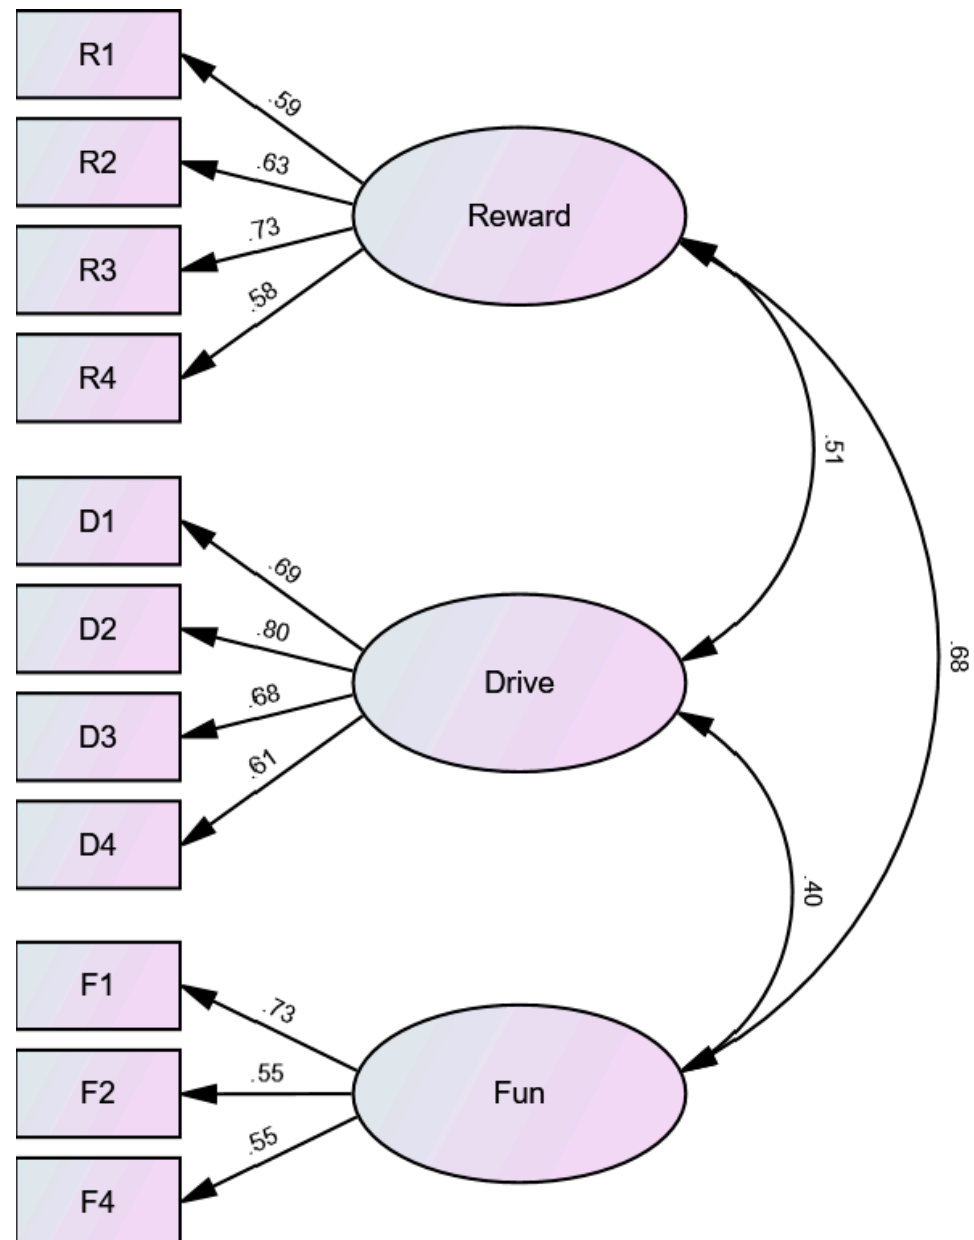 R1
.59
R2
.63
Reward
.73
R3
.58
R4
.51
D1
.69
D2
.80
.68
Drive
.68
D3
.61
D4
.40
F1
.73
F2
.55
Fun
.55
F4